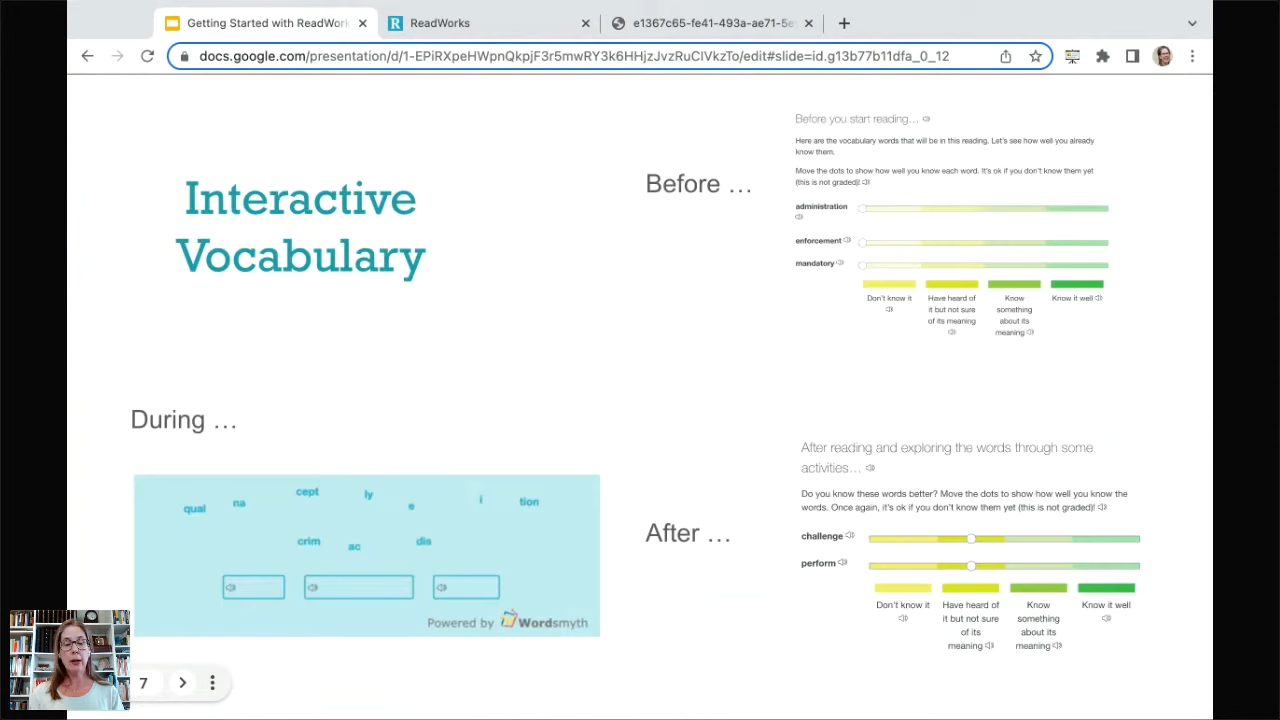 Getting Started with ReadWork
ReadWorks
e1367c65-fe41-493a-ae71-5e
docs.google.com/presentation/d/1-EPiRXpeHWpnQkpjF3r5mwRY3k6HHjzJvzRuClVkzTo/edit#slide=id.g13b77b11dfa_0_12
Interactive
Vocabulary
Before …
Before you start reading…
Here are the vocabulary words that will be in this reading. Let's see how well you already
know them.
Move the dots to show how well you know each word. It's ok if you don't know them yet
(this is not graded)!
administration
enforcement
mandatory
Don't know it
Have heard of
it but not sure
of its meaning
Know
something
about its
meaning
Know it well
During …
qual
na
cept
ly
e
i
tion
crim
ac
dis
Powered by Wordsmyth
After …
After reading and exploring the words through some
activities…
Do you know these words better? Move the dots to show how well you know the
words. Once again, it's ok if you don't know them yet (this is not graded)!
challenge
perform
Don't know it
Have heard of
it but not sure
of its
meaning
Know
something
about its
meaning
Know it well
7